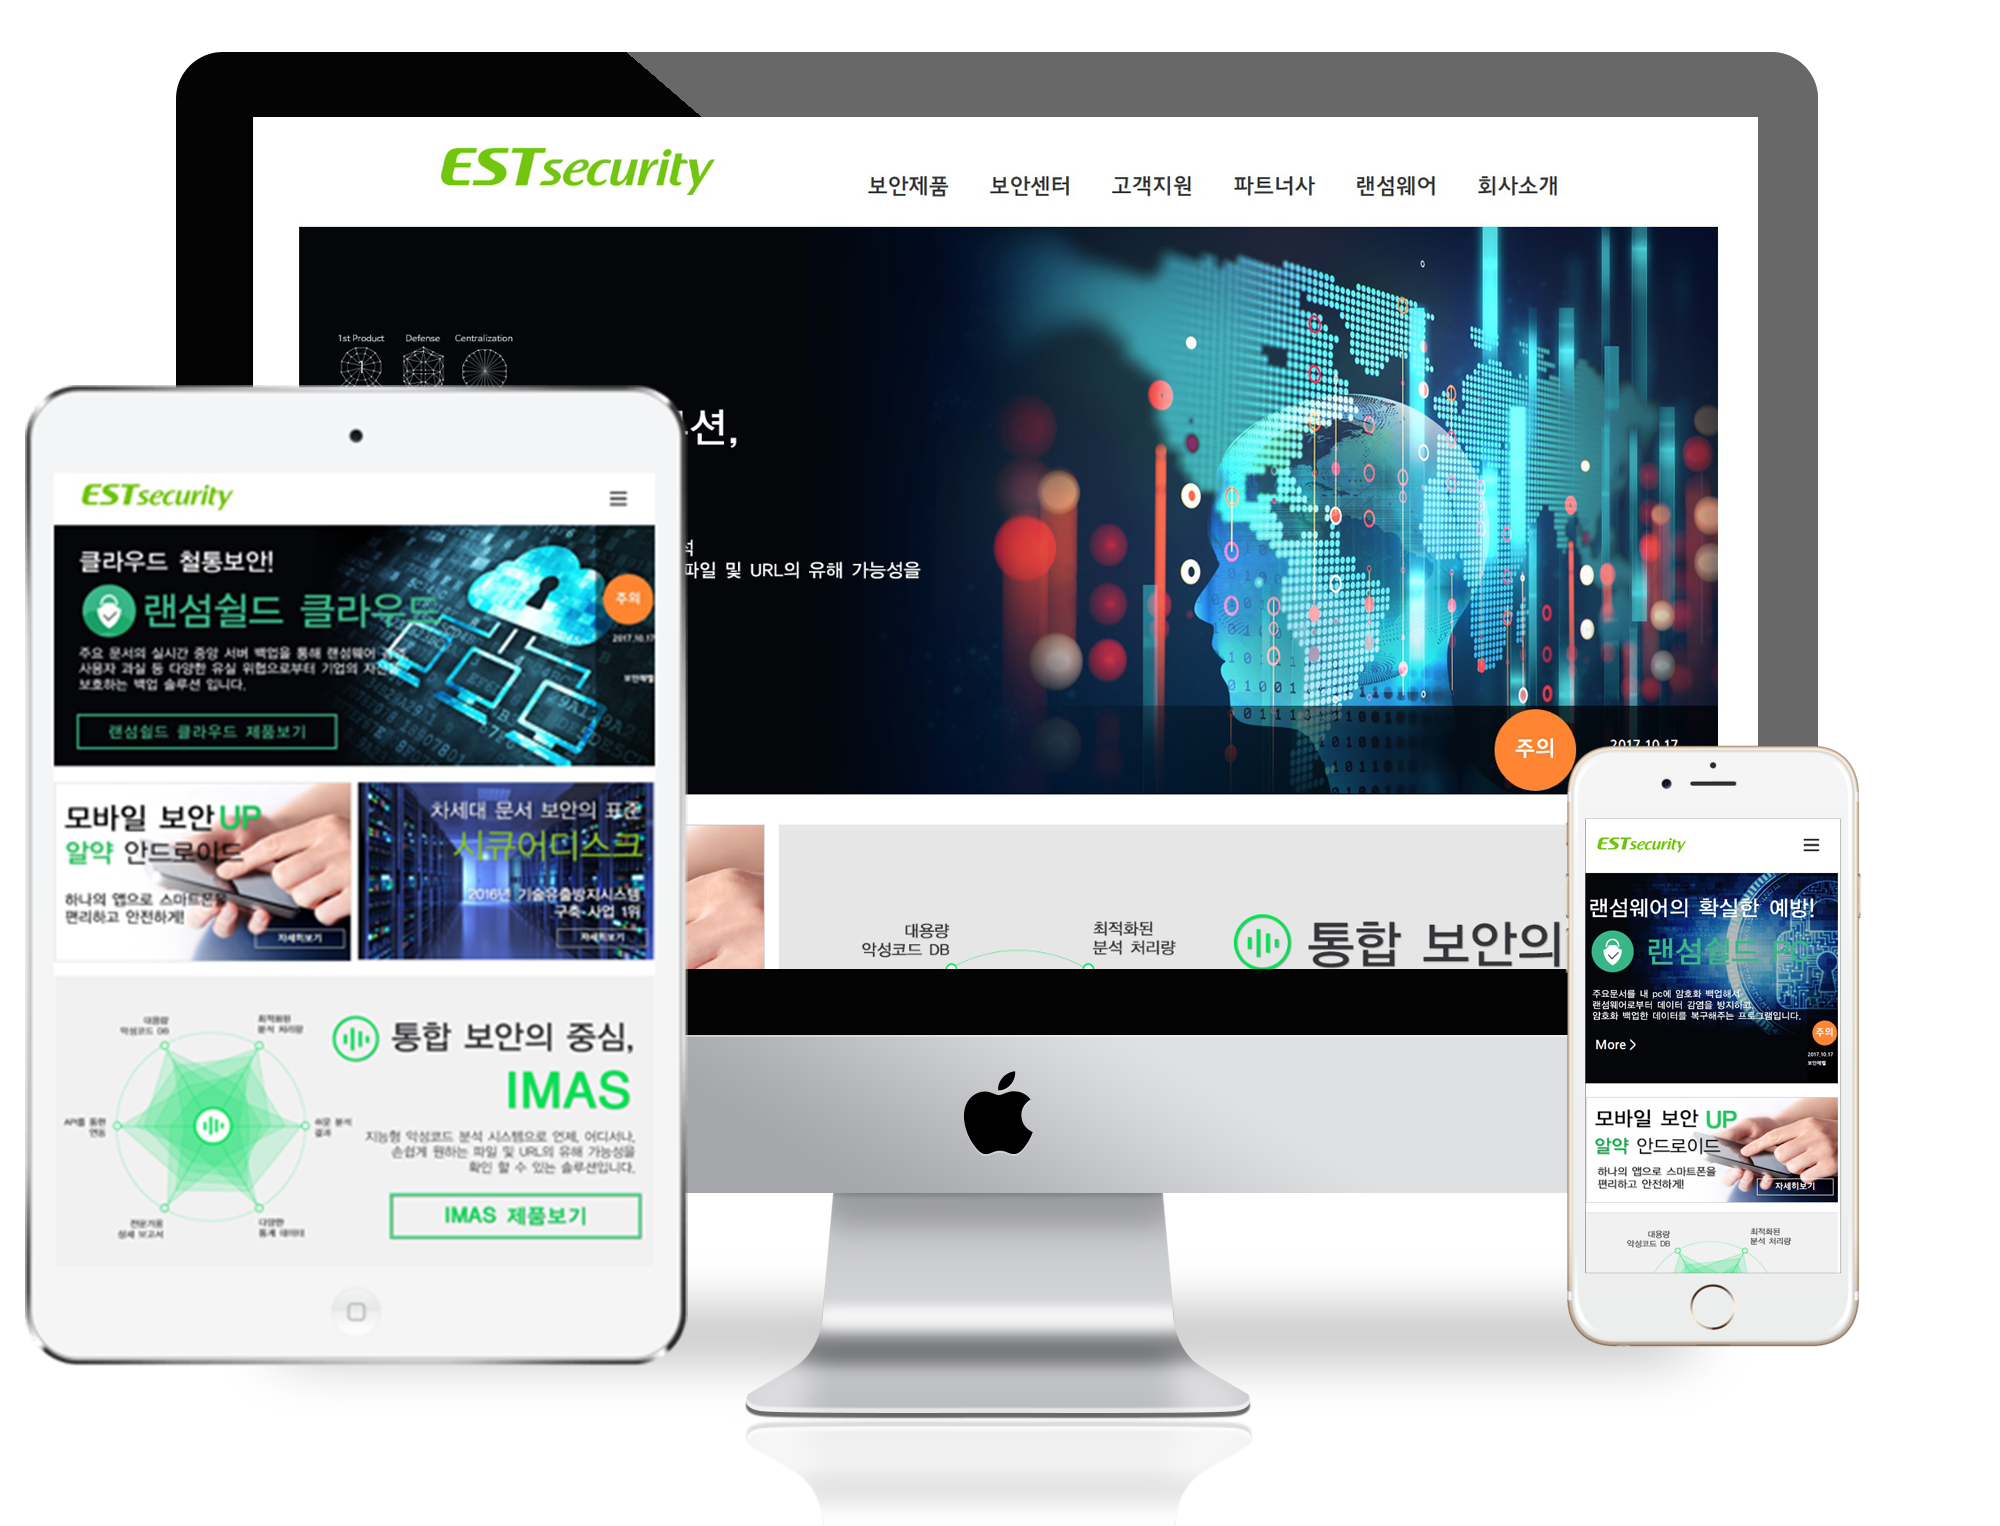 ESTsecurity
보안제품 보안센터 고객지원 파트너사 랜섬웨어 회사소개
1st Product Defense Centralization
션,
석
파일 및 URL의 유해 가능성을
주의
2017.10.17
대용량
악성코드 DB
최적화된
분석 처리량
통합 보안의
ESTsecurity
클라우드 철통보안!
랜섬쉴드 클라우드
주의
2017.10.17
보안레벨
주요 문서의 실시간 중앙 서버 백업을 통해 랜섬웨어
사용자 과실 등 다양한 유실 위협으로부터 기업의 자산을
보호하는 백업 솔루션 입니다.
랜섬쉴드 클라우드 제품보기
모바일 보안 UP
알약 안드로이드
하나의 앱으로 스마트폰을
편리하고 안전하게!
자세히보기
차세대 문서 보안의 표준
시큐어디스크
2016년 기술유출방지시스템
구축사업 1위
자세히보기
대용량
악성코드 DB
최적화된
분석 처리량
API를 통한
연동
쉬운 분석
결과
전문가용
상세 보고서
다양한
통계 데이터
통합 보안의 중심,
IMAS
지능형 악성코드 분석 시스템으로 언제, 어디서나,
손쉽게 원하는 파일 및 URL의 유해 가능성을
확인 할 수 있는 솔루션입니다.
IMAS 제품보기
ESTsecurity
랜섬웨어의 확실한 예방!
랜섬쉴드 PC
주요문서를 내 pc에 암호화 백업해서
랜섬웨어로부터 데이터 감염을 방지하고
암호화 백업한 데이터를 복구해주는 프로그램입니다.
주의
More >
2017.10.17
보안레벨
모바일 보안 UP
알약 안드로이드
하나의 앱으로 스마트폰을
편리하고 안전하게!
자세히보기
대용량
악성코드 DB
최적화된
분석 처리량